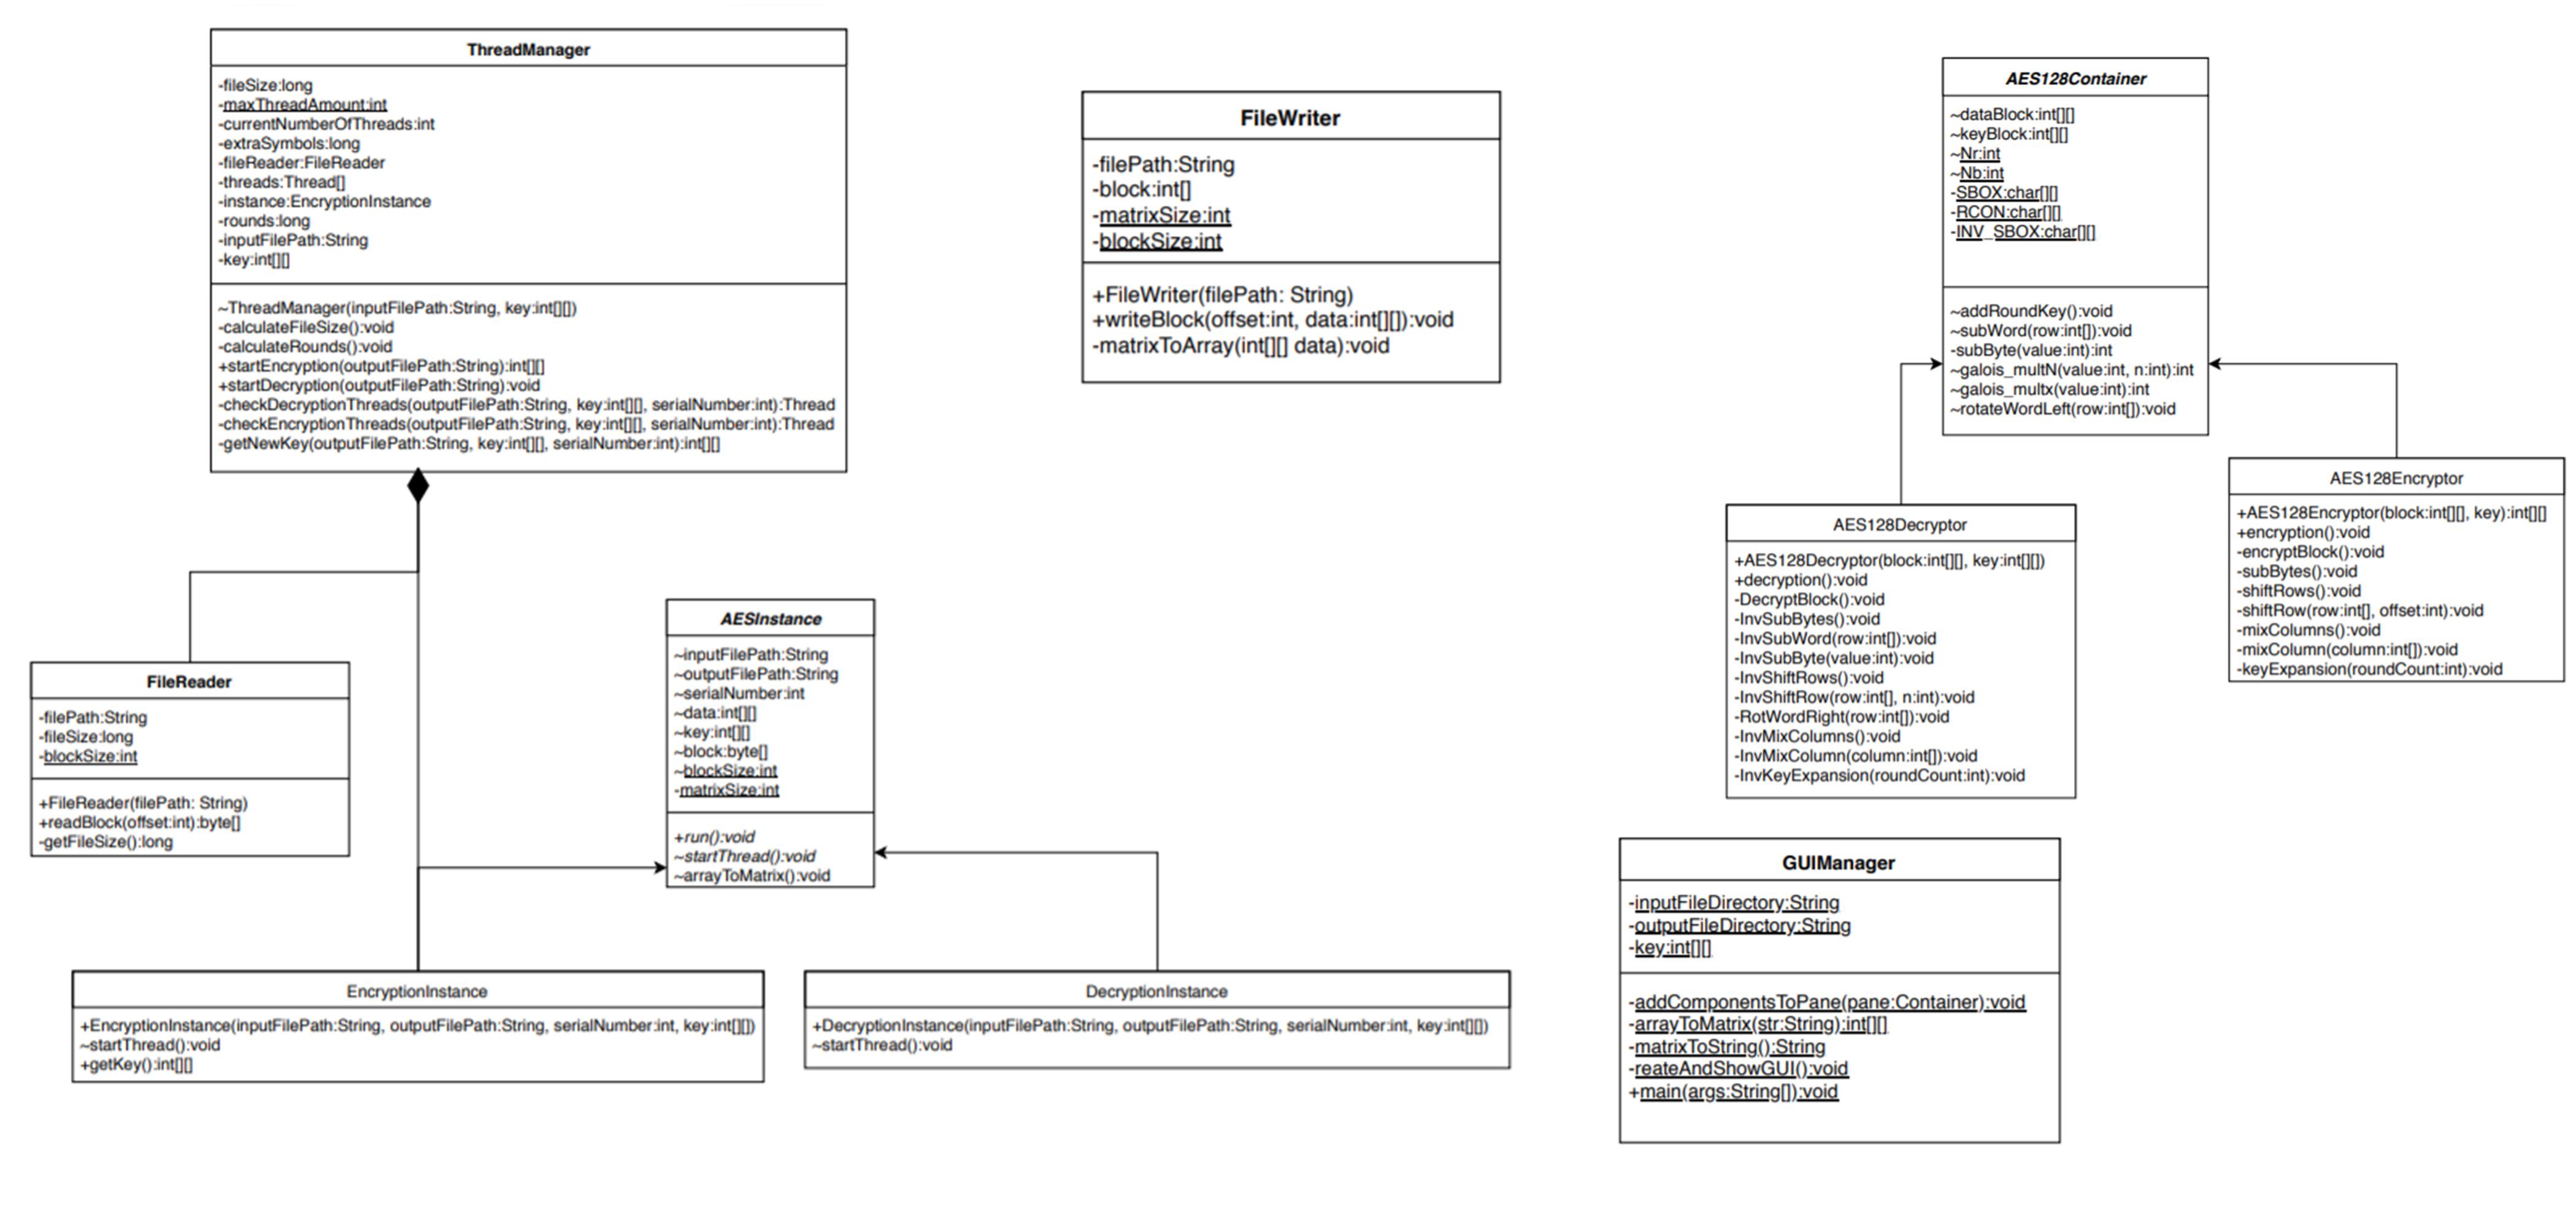 ThreadManager
-fileSize:long
-maxThreadAmount:int
-currentNumberOfThreads:int
-extraSymbols:long
-fileReader:FileReader
-threads:Thread[]
-instance:EncryptionInstance
-rounds:long
-inputFilePath:String
-key:int[][]
~ThreadManager(inputFilePath:String, key:int[][])
-calculateFileSize():void
-calculateRounds():void
+startEncryption(outputFilePath:String):int[][]
+startDecryption(outputFilePath:String):void
-checkDecryptionThreads(outputFilePath:String, key:int[][], serialNumber:int):Thread
-checkEncryptionThreads(outputFilePath:String, key:int[][], serialNumber:int):Thread
-getNewKey(outputFilePath:String, key:int[][], serialNumber:int):int[][]
FileWriter
-filePath:String
-block:int[]
-matrixSize:int
-blockSize:int
+FileWriter(filePath: String)
+writeBlock(offset:int, data:int[][]):void
-matrixToArray(int[][] data):void
AES128Container
~dataBlock:int[][]
~keyBlock:int[][]
~Nr:int
~Nb:int
-SBOX:char[][]
-RCON:char[][]
-INV_SBOX:char[][]
~addRoundKey():void
~subWord(row:int[]):void
-subByte(value:int):int
~galois_multN(value:int, n:int):int
~galois_multx(value:int):int
~rotateWordLeft(row:int[]):void
AES128Decryptor
+AES128Decryptor(block:int[][], key:int[][])
+decryption():void
-DecryptBlock():void
-InvSubBytes():void
-InvSubWord(row:int[]):void
-InvSubByte(value:int):void
-InvShiftRows():void
-InvShiftRow(row:int[], n:int):void
-RotWordRight(row:int[]):void
-InvMixColumns():void
-InvMixColumn(column:int[]):void
-InvKeyExpansion(roundCount:int):void
AES128Encryptor
+AES128Encryptor(block:int[][], key):int[][]
+encryption():void
-encryptBlock():void
-subBytes():void
-shiftRows():void
-shiftRow(row:int[], offset:int):void
-mixColumns():void
-mixColumn(column:int[]):void
-keyExpansion(roundCount:int):void
FileReader
-filePath:String
-fileSize:long
-blockSize:int
+FileReader(filePath: String)
+readBlock(offset:int):byte[]
-getFileSize():long
AESInstance
~inputFilePath:String
~outputFilePath:String
~serialNumber:int
~data:int[][]
~key:int[][]
~block:byte[]
~blockSize:int
-matrixSize:int
+run():void
~startThread():void
~arrayToMatrix():void
EncryptionInstance
+EncryptionInstance(inputFilePath:String, outputFilePath:String, serialNumber:int, key:int[][])
~startThread():void
+getKey():int[][]
DecryptionInstance
+DecryptionInstance(inputFilePath:String, outputFilePath:String, serialNumber:int, key:int[][])
~startThread():void
GUIManager
-inputFileDirectory:String
-outputFileDirectory:String
-key:int[][]
-addComponentsToPane(pane:Container):void
-arrayToMatrix(str:String):int[][]
-matrixToString():String
-reateAndShowGUI():void
+main(args:String[]):void